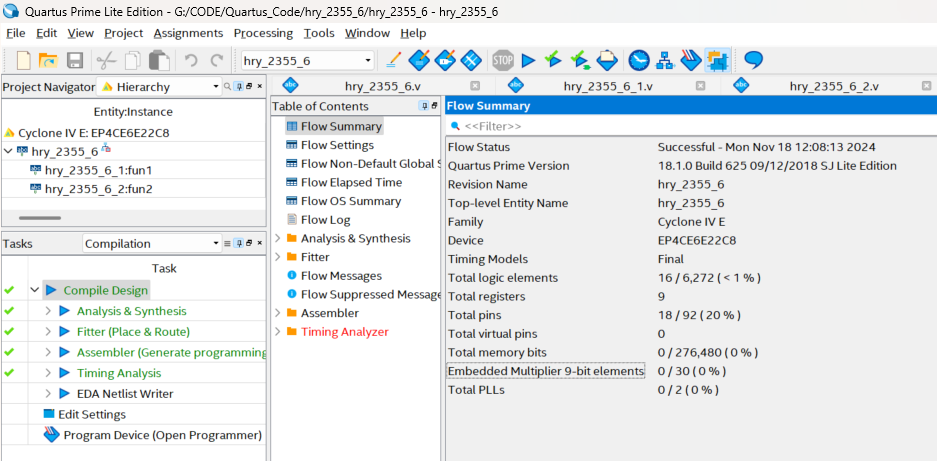 Quartus Prime Lite Edition - G:/CODE/Quartus_Code/hry_2355_6/hry_2355_6 - hry_2355_6
File Edit View Project Assignments Processing Tools Window Help
hry_2355_6
STOP
Project Navigator Hierarchy
Entity:Instance
Cyclone IV E: EP4CE6E22C8
hry_2355_6
hry_2355_6_1:fun1
hry_2355_6_2:fun2
Tasks Compilation
Task
Compile Design
Analysis & Synthesis
Fitter (Place & Route)
Assembler (Generate programming
Timing Analysis
EDA Netlist Writer
Edit Settings
Program Device (Open Programmer)
abc hry_2355_6.v abc hry_2355_6_1.v abc hry_2355_6_2.v
Table of Contents
Flow Summary
Flow Settings
Flow Non-Default Global S
Flow Elapsed Time
Flow OS Summary
Flow Log
Analysis & Synthesis
Fitter
Flow Messages
Flow Suppressed Message
Assembler
Timing Analyzer
Flow Summary
<<Filter>>
Flow Status Successful - Mon Nov 18 12:08:13 2024
Quartus Prime Version 18.1.0 Build 625 09/12/2018 SJ Lite Edition
Revision Name hry_2355_6
Top-level Entity Name hry_2355_6
Family Cyclone IV E
Device EP4CE6E22C8
Timing Models Final
Total logic elements 16 / 6,272 ( < 1 % )
Total registers 9
Total pins 18 / 92 ( 20 % )
Total virtual pins 0
Total memory bits 0 / 276,480 ( 0 % )
Embedded Multiplier 9-bit elements 0 / 30 ( 0 % )
Total PLLs 0 / 2 ( 0 % )